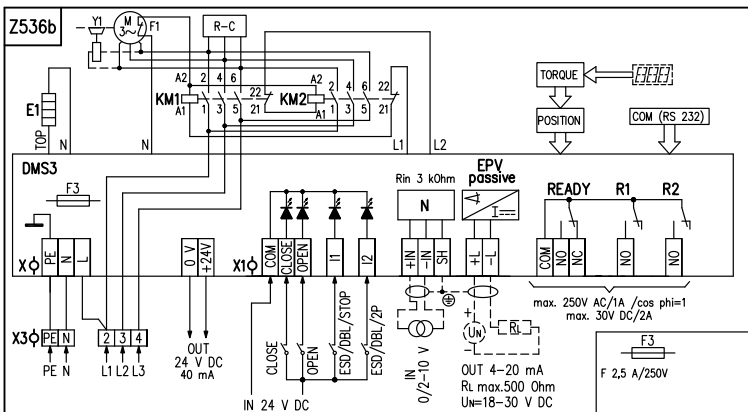 Z536b
Y1
M
3~
F1
R-C
A2
2
4
6
KM1
22
A2
KM2
2
4
6
22
A1
1
3
5
21
A1
1
3
5
21
E1
TOP
N
N
L1
L2
TORQUE
POSITION
COM (RS 232)
DMS3
F3
Rin 3 kOhm
N
EPV
passive
I
READY
R1
R2
X
PE
N
L
0 V
+24V
X1
COM
CLOSE
OPEN
I1
I2
+IN
-IN
SH
+L
-L
COM
NO
NC
NO
NO
max. 250V AC/1A /cos phi=1
max. 30V DC/2A
X3
PE
N
2
3
4
PE N
L1 L2 L3
OUT
24 V DC
40 mA
CLOSE
OPEN
ESD/DBL/STOP
ESD/DBL/2P
IN 24 V DC
IN
0/2-10 V
+
UN
-
RL
OUT 4-20 mA
RL max.500 Ohm
UN=18-30 V DC
F3
F 2,5 A/250V